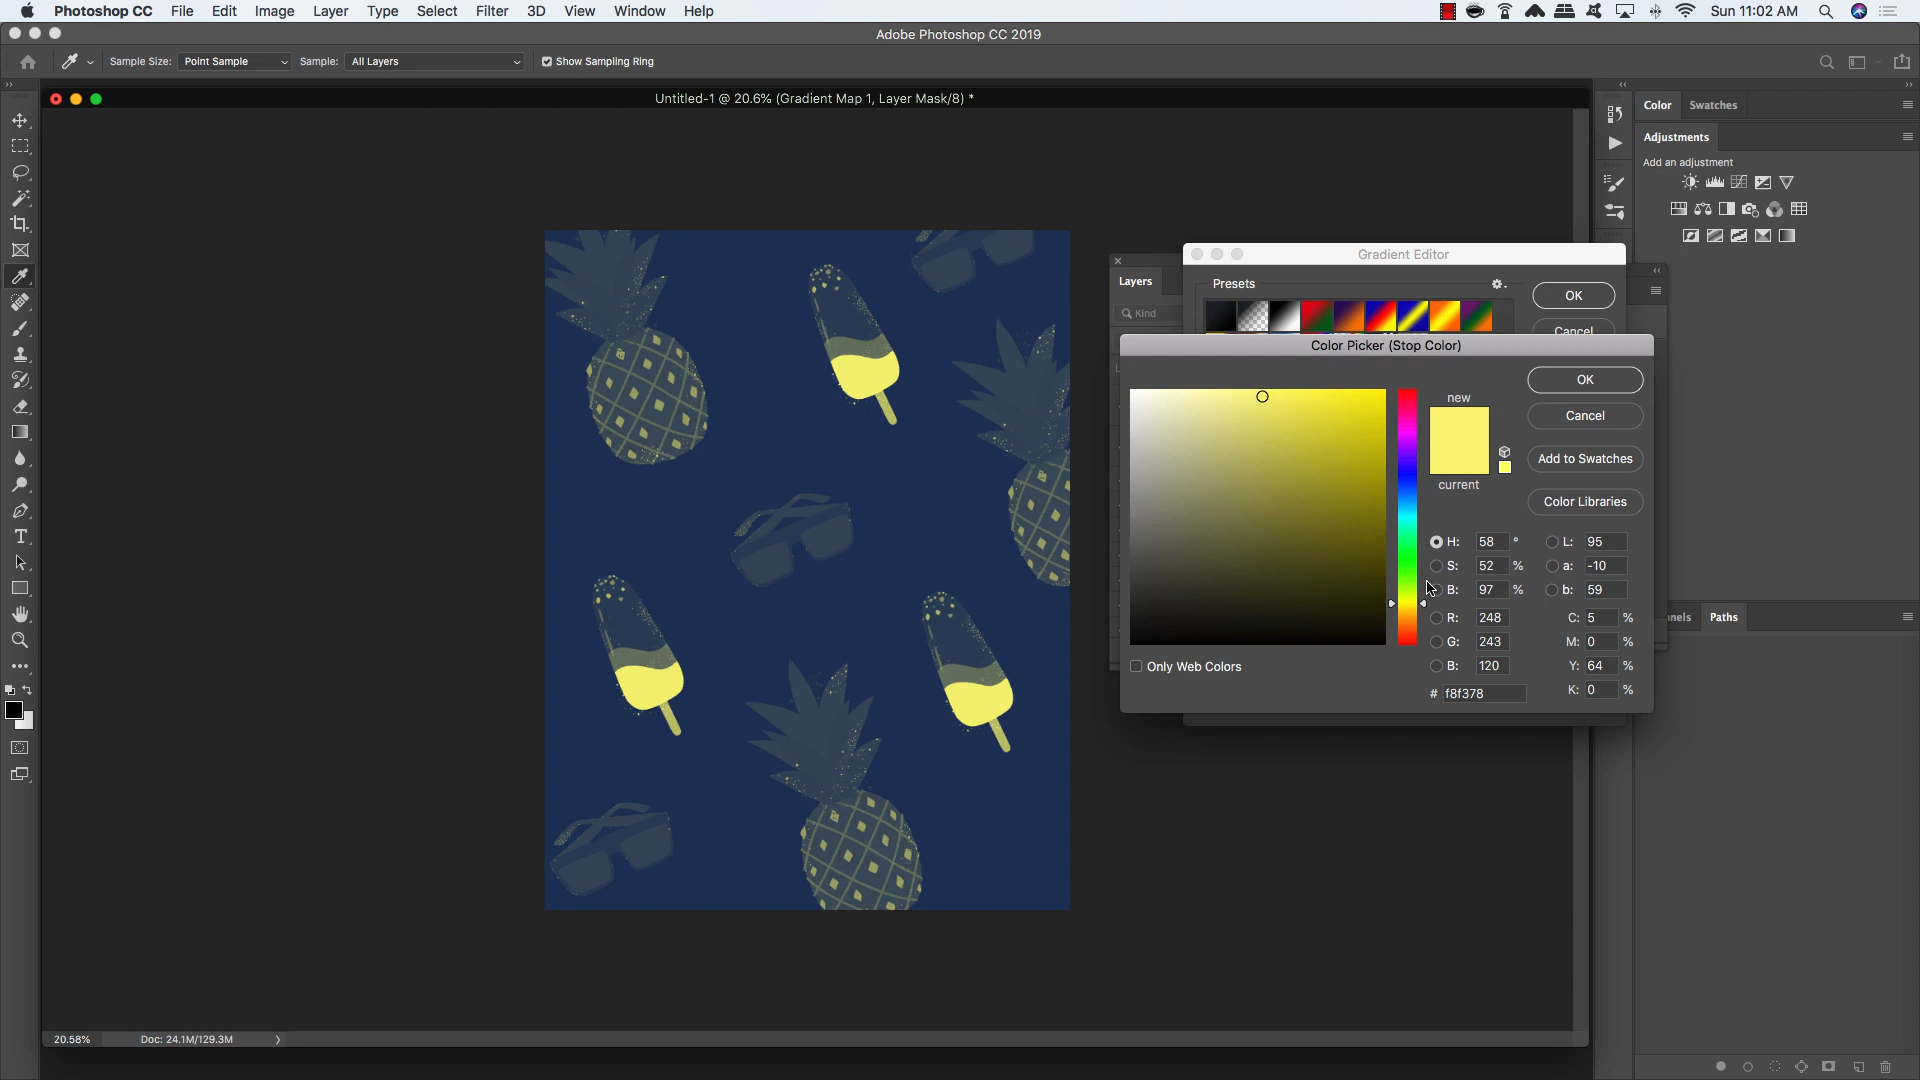 Photoshop CC File Edit Image Layer Type Select Filter 3D View Window Help Sun 11:02 AM
Adobe Photoshop CC 2019
Sample Size: Point Sample Sample: All Layers Show Sampling Ring
Untitled-1 @ 20.6% (Gradient Map 1, Layer Mask/8) *
Color Swatches
Adjustments
Add an adjustment
Gradient Editor
Layers
Presets
OK
Kind
Cancel
Color Picker (Stop Color)
OK
new
Cancel
Add to Swatches
current
Color Libraries
H: 58 ° L: 95
S: 52 % a: -10
B: 97 % b: 59
R: 248 C: 5 %
G: 243 M: 0 %
B: 120 Y: 64 %
# f8f378 K: 0 %
Only Web Colors
nels Paths
20.58% Doc: 24.1M/129.3M